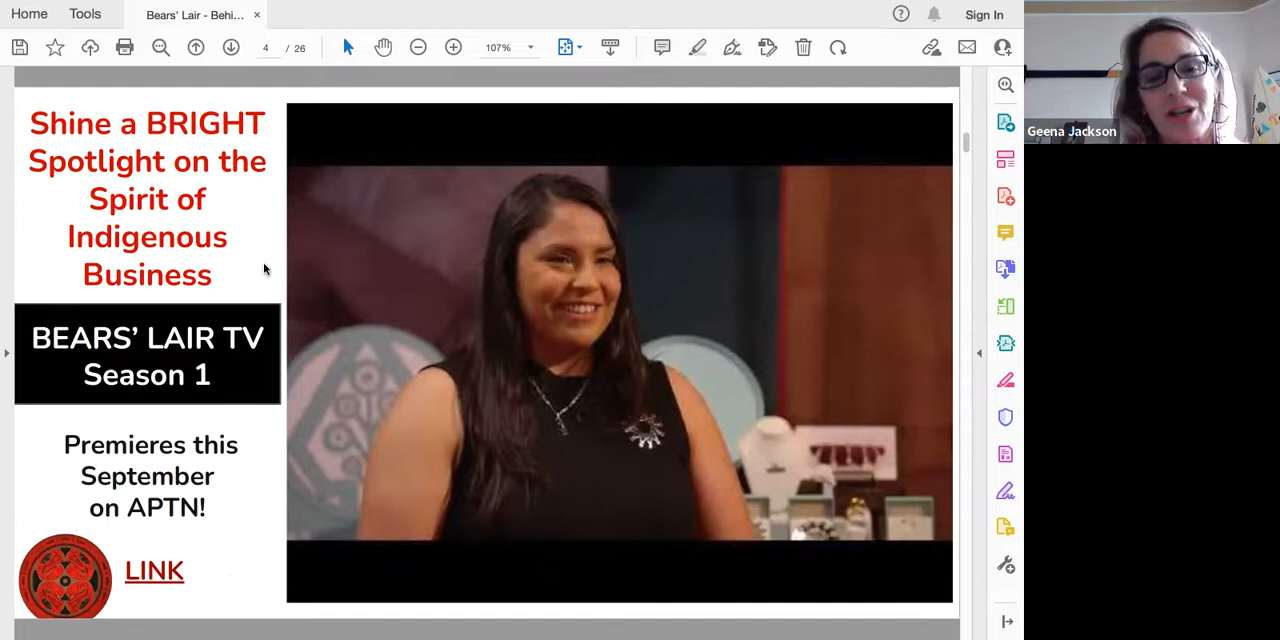 Home
Tools
Bears' Lair - Behi...
Sign In
4 / 26
107%
Shine a BRIGHT
Spotlight on the
Spirit of
Indigenous
Business
BEARS’ LAIR TV
Season 1
Premieres this
September
on APTN!
LINK
Geena Jackson